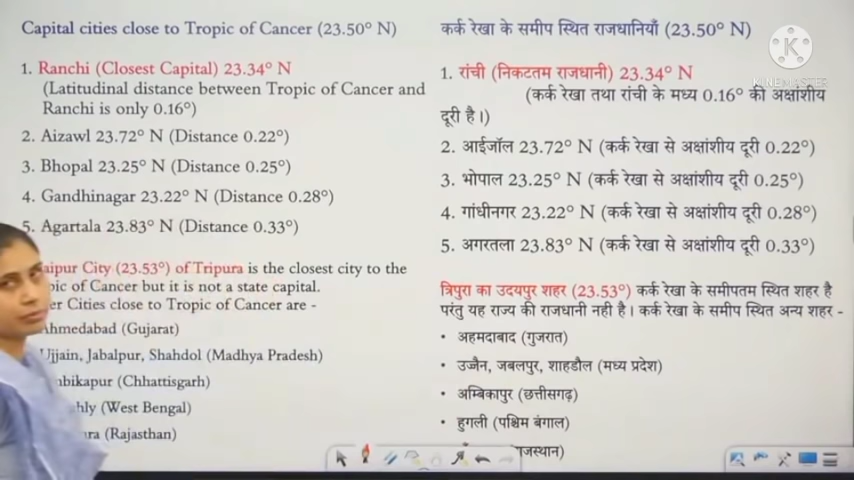 Capital cities close to Tropic of Cancer (23.50° N)
1. Ranchi (Closest Capital) 23.34° N
(Latitudinal distance between Tropic of Cancer and
Ranchi is only 0.16°)
2. Aizawl 23.72° N (Distance 0.22°)
3. Bhopal 23.25° N (Distance 0.25°)
4. Gandhinagar 23.22° N (Distance 0.28°)
5. Agartala 23.83° N (Distance 0.33°)
City (23.53°) of Tripura is the closest city to the
of Cancer but it is not a state capital.
Cities close to Tropic of Cancer are -
Ahmedabad (Gujarat)
Ujjain, Jabalpur, Shahdol (Madhya Pradesh)
(Chhattisgarh)
(West Bengal)
(Rajasthan)
कर्क रेखा के समीप स्थित राजधानियाँ (23.50° N)
1. रांची (निकटतम राजधानी) 23.34° N
(कर्क रेखा तथा रांची के मध्य 0.16° की अक्षांशीय
दूरी है।)
2. आईजॉल 23.72° N (कर्क रेखा से अक्षांशीय दूरी 0.22°)
3. भोपाल 23.25° N (कर्क रेखा से अक्षांशीय दूरी 0.25°)
4. गांधीनगर 23.22° N (कर्क रेखा से अक्षांशीय दूरी 0.28°)
5. अगरतला 23.83° N (कर्क रेखा से अक्षांशीय दूरी 0.33°)
त्रिपुरा का उदयपुर शहर (23.53°) कर्क रेखा के समीपतम स्थित शहर है
परंतु यह राज्य की राजधानी नही है। कर्क रेखा के समीप स्थित अन्य शहर -
• अहमदाबाद (गुजरात)
• उज्जैन, जबलपुर, शाहडौल (मध्य प्रदेश)
• अम्बिकापुर (छत्तीसगढ़)
• हुगली (पश्चिम बंगाल)
K
KINEMASTER